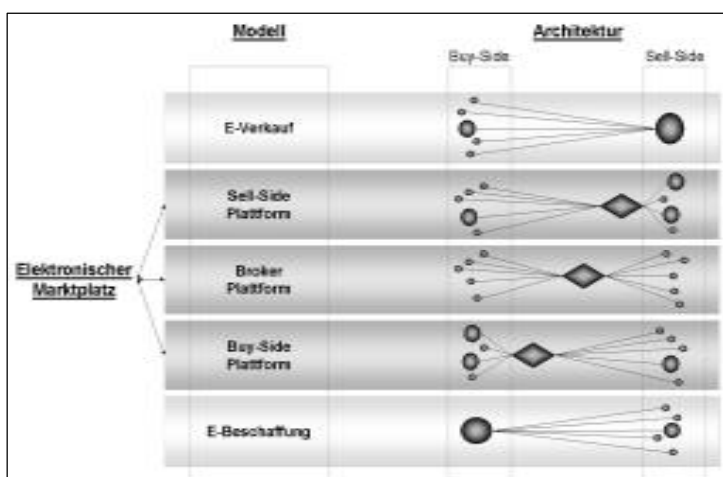 Modell
Architektur
Buy-Side
Sell-Side
E-Verkauf
Sell-Side
Plattform
Elektronischer
Marktplatz
Broker
Plattform
Buy-Side
Plattform
E-Beschaffung